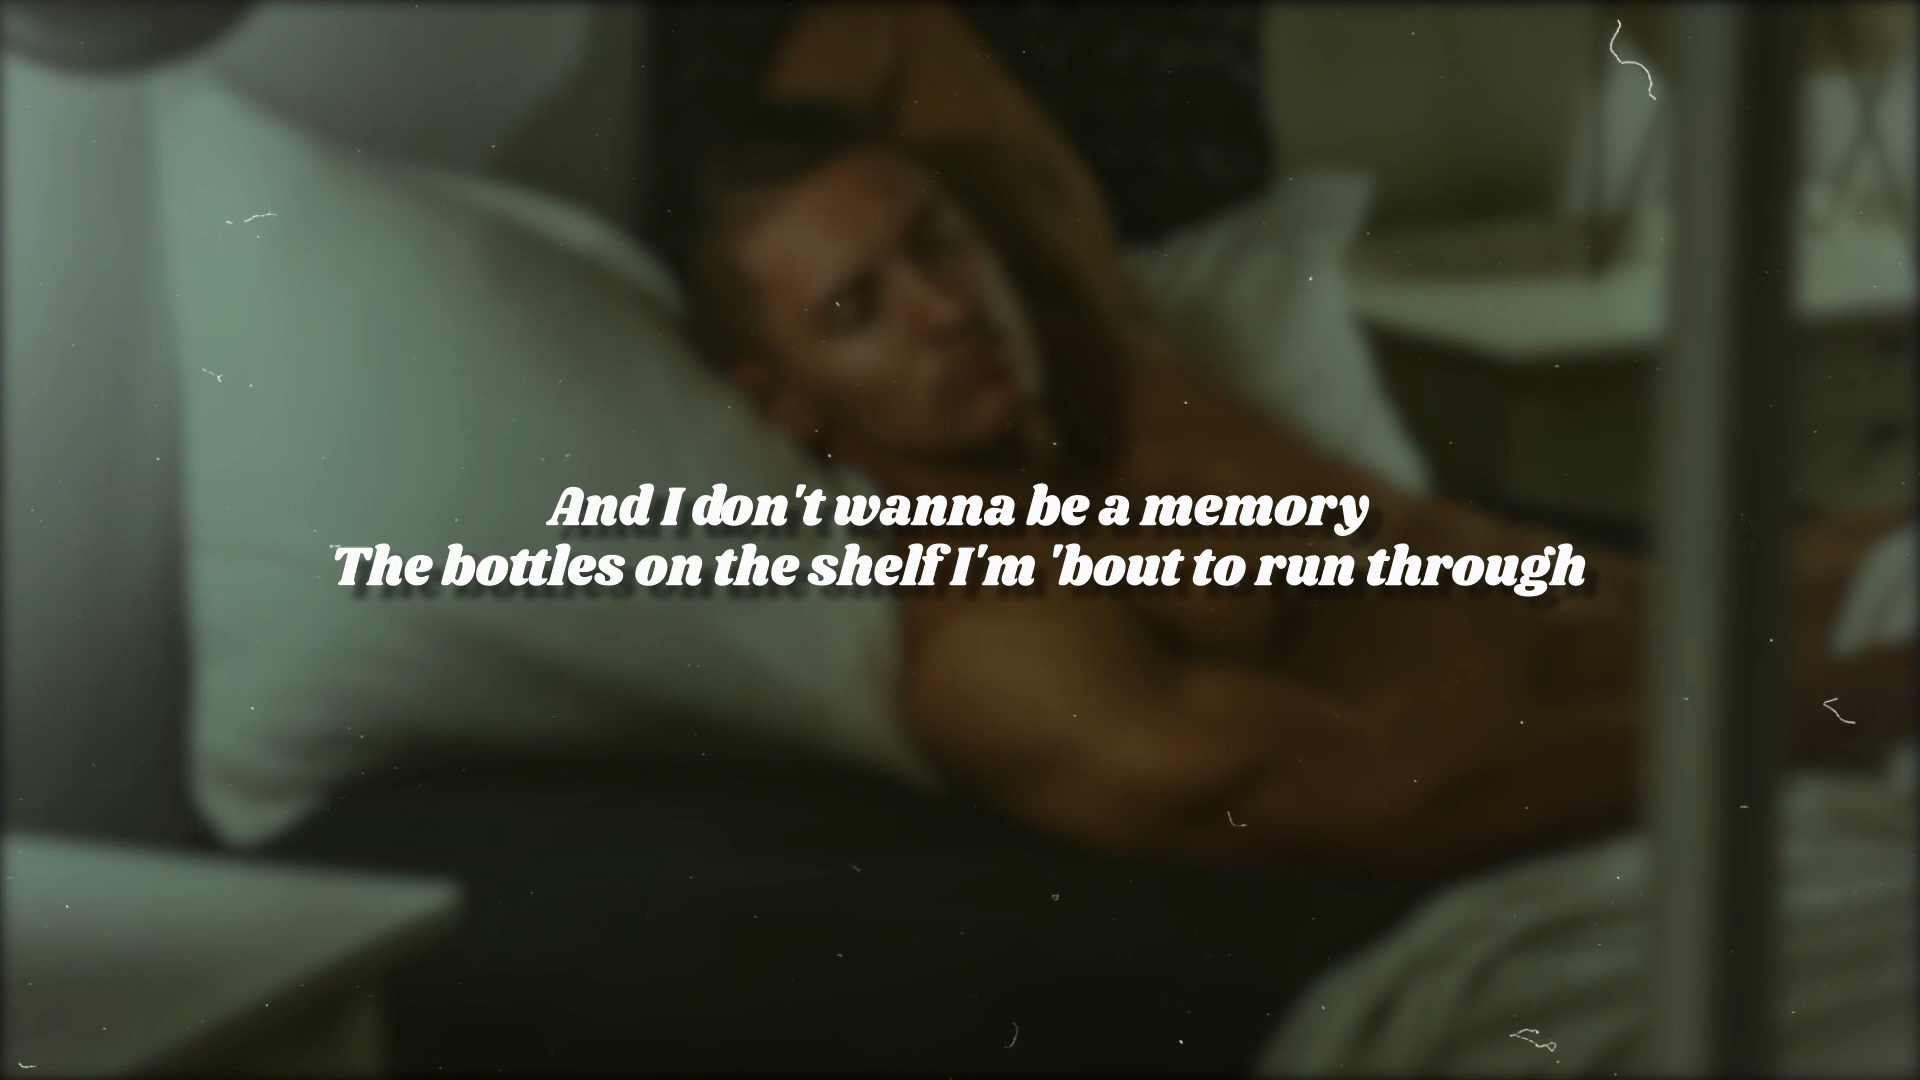 And I don't wanna be a memory
The bottles on the shelf I'm 'bout to run through